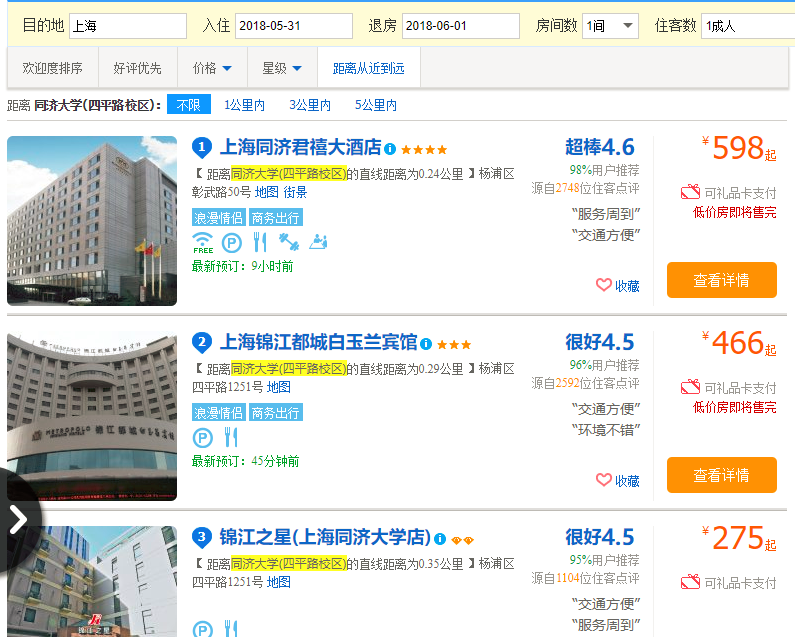 目的地 上海 入住 2018-05-31 退房 2018-06-01 房间数 1间 住客数 1成人
欢迎度排序 好评优先 价格 星级 距离从近到远
距离 同济大学(四平路校区)： 不限 1公里内 3公里内 5公里内
1 上海同济君禧大酒店 超棒4.6 ¥598起
【 距离同济大学(四平路校区)的直线距离为0.24公里 】杨浦区 98%用户推荐
彰武路50号 地图 街景 源自2748位住客点评 可礼品卡支付
浪漫情侣 商务出行 “服务周到” 低价房即将售完
FREE P “交通方便”
最新预订：9小时前
收藏 查看详情
2 上海锦江都城白玉兰宾馆 很好4.5 ¥466起
【 距离同济大学(四平路校区)的直线距离为0.29公里 】杨浦区 96%用户推荐
四平路1251号 地图 源自2592位住客点评 可礼品卡支付
浪漫情侣 商务出行 “交通方便” 低价房即将售完
METROPOLO 锦江都城
P “环境不错”
最新预订：45分钟前
收藏 查看详情
3 锦江之星(上海同济大学店) 很好4.5 ¥275起
【 距离同济大学(四平路校区)的直线距离为0.35公里 】杨浦区 95%用户推荐
四平路1251号 地图 源自1104位住客点评 可礼品卡支付
“交通方便”
锦江之星 P “服务周到”